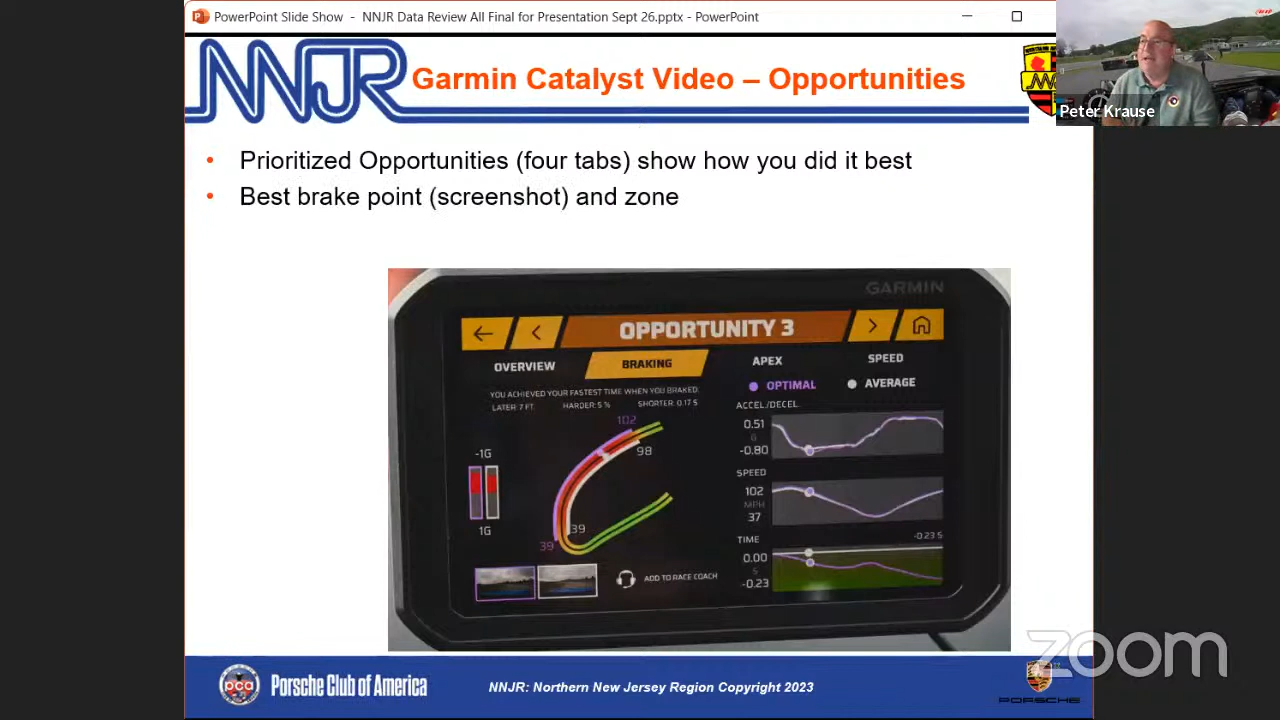 PowerPoint Slide Show - NNJR Data Review All Final for Presentation Sept 26.pptx - PowerPoint
NNJR
Garmin Catalyst Video – Opportunities
Peter Krause
• Prioritized Opportunities (four tabs) show how you did it best
• Best brake point (screenshot) and zone
GARMIN
OPPORTUNITY 3
OVERVIEW BRAKING APEX SPEED
OPTIMAL AVERAGE
YOU ACHIEVED YOUR FASTEST TIME WHEN YOU BRAKED:
LATER: 7 FT. HARDER: 5 % SHORTER: 0.17 S
102
98
-1G
1G
39
39
ADD TO RACE COACH
ACCEL/DECEL
0.51
G
-0.80
SPEED
102
MPH
37
TIME
-0.23 S
0.00
S
-0.23
zoom
pca
Porsche Club of America
NNJR: Northern New Jersey Region Copyright 2023
PORSCHE